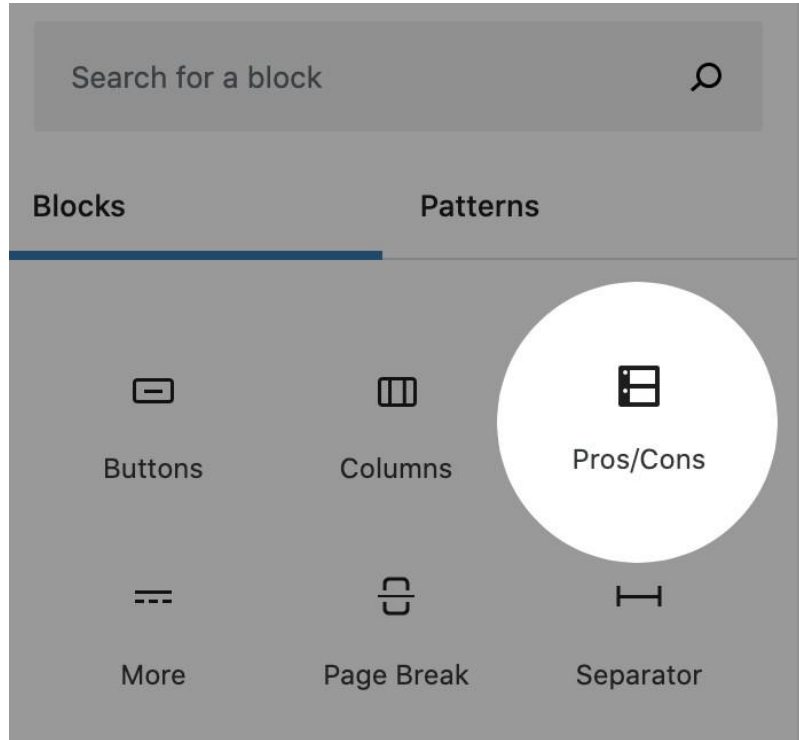 Search for a block
Blocks Patterns
Buttons Columns Pros/Cons
More Page Break Separator